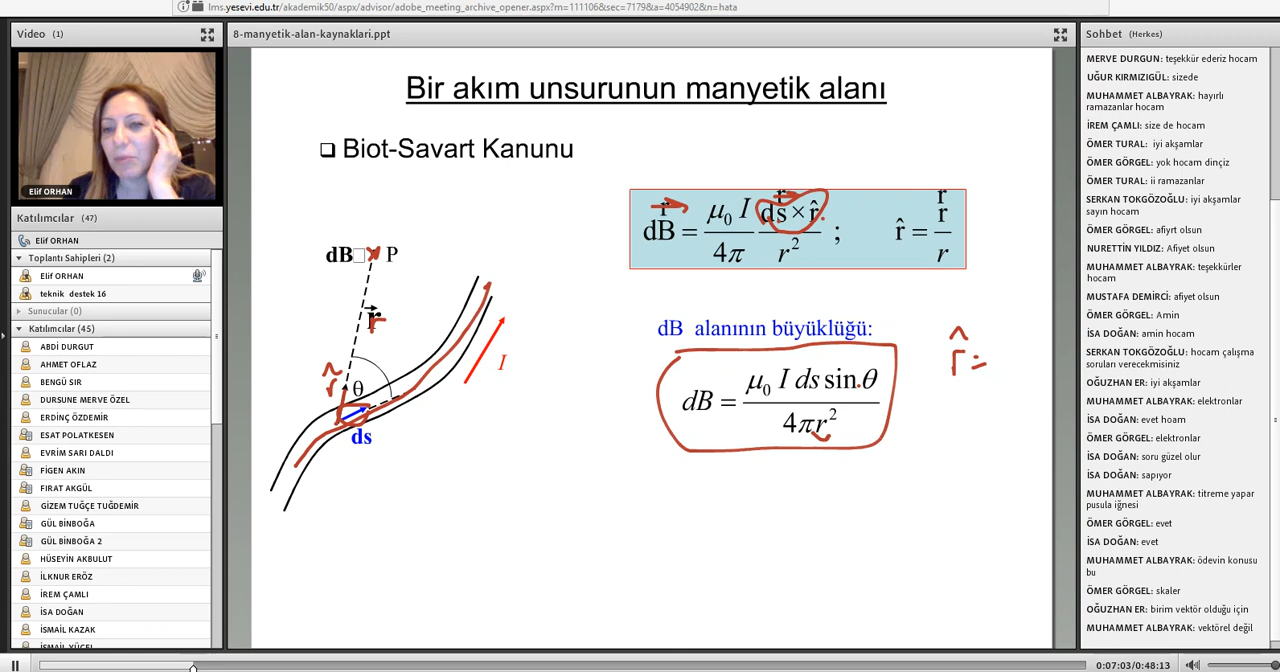 lms.yesevi.edu.tr/akademik50/aspx/advisor/adobe_meeting_archive_opener.aspx?m=111106&sec=7179&a=4054902&n=hata
Video (1)
Elif ORHAN
Katılımcılar (47)
Elif ORHAN
Toplantı Sahipleri (2)
Elif ORHAN
teknik destek 16
Sunucular (0)
Katılımcılar (45)
ABDİ DURGUT
AHMET OFLAZ
BENGÜ SIR
DURSUNE MERVE ÖZEL
ERDİNÇ ÖZDEMİR
ESAT POLATKESEN
EVRİM SARI DALDI
FİGEN AKIN
FIRAT AKGÜL
GİZEM TUĞÇE TUĞDEMİR
GÜL BİNBOĞA
GÜL BİNBOĞA 2
HÜSEYİN AKBULUT
İLKNUR ERÖZ
İREM ÇAMLI
İSA DOĞAN
İSMAİL KAZAK
İSMAİL YÜCEL
8-manyetik-alan-kaynaklari.ppt
Bir akım unsurunun manyetik alanı
❑ Biot-Savart Kanunu
r r r
dB = μ0 I / 4π ds × r̂ / r² ; r̂ = r / r
dB□ P
r
r
r̂
θ
ds
I
dB alanının büyüklüğü:
dB = μ0 I ds sin θ / 4πr²
r̂ =
Sohbet (Herkes)
MERVE DURGUN: teşekkür ederiz hocam
UĞUR KIRMIZIGÜL: sizede
MUHAMMET ALBAYRAK: hayırlı
ramazanlar hocam
İREM ÇAMLI: size de hocam
ÖMER TURAL: iyi akşamlar
ÖMER GÖRGEL: yok hocam dinçiz
ÖMER TURAL: ii ramazanlar
SERKAN TOKGÖZOĞLU: iyi akşamlar
sayın hocam
ÖMER GÖRGEL: afiyrt olsun
NURETTİN YILDIZ: Afiyet olsun
MUHAMMET ALBAYRAK: teşekkürler
hocam
MUSTAFA DEMİRCİ: afiyet olsun
ÖMER GÖRGEL: Amin
İSA DOĞAN: amin hocam
SERKAN TOKGÖZOĞLU: hocam çalışma
soruları verecekmisiniz
OĞUZHAN ER: iyi akşamlar
MUHAMMET ALBAYRAK: elektronlar
İSA DOĞAN: evet hoam
ÖMER GÖRGEL: elektronlar
İSA DOĞAN: soru güzel olur
İSA DOĞAN: sapıyor
MUHAMMET ALBAYRAK: titreme yapar
pusula iğnesi
ÖMER GÖRGEL: evet
İSA DOĞAN: evet
MUHAMMET ALBAYRAK: ödevin konusu
bu
ÖMER GÖRGEL: skaler
OĞUZHAN ER: birim vektör olduğu için
MUHAMMET ALBAYRAK: vektörel değil
0:07:03/0:48:13